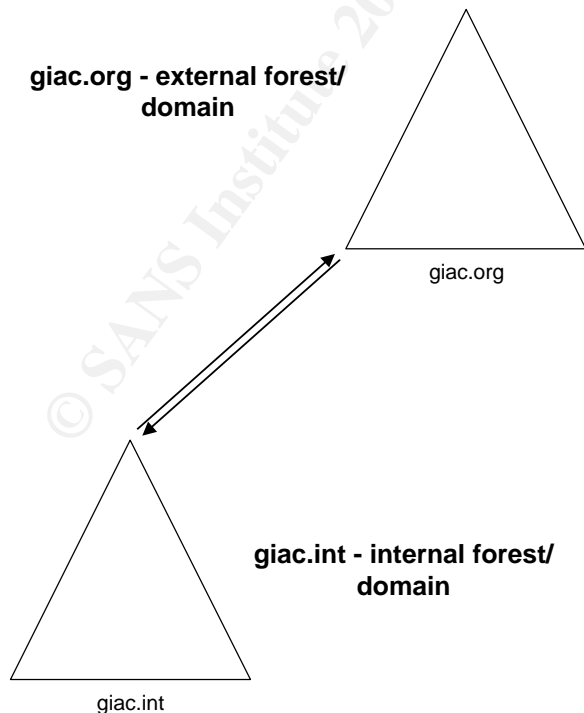 giac.org - external forest/
domain
giac.org
© SANS Institute 20
giac.int - internal forest/
domain
giac.int